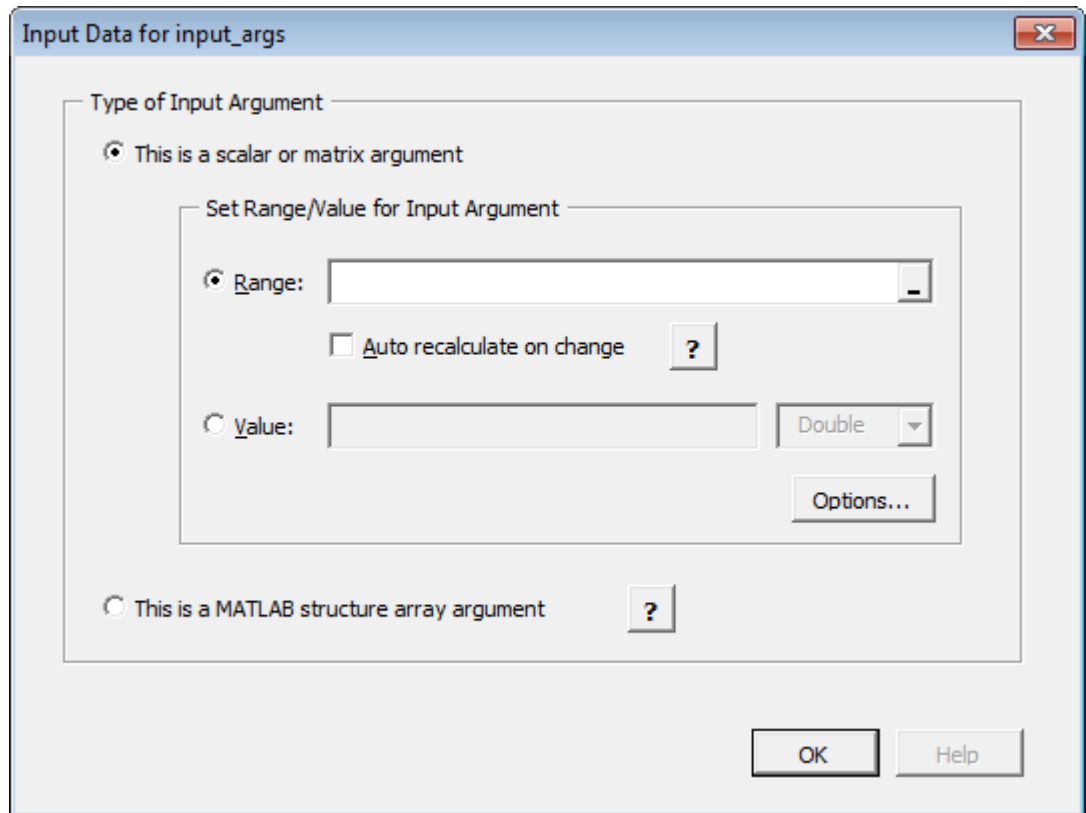 Input Data for input_args
Type of Input Argument
This is a scalar or matrix argument
Set Range/Value for Input Argument
Range: _
Auto recalculate on change ?
Value: Double
Options...
This is a MATLAB structure array argument ?
OK Help